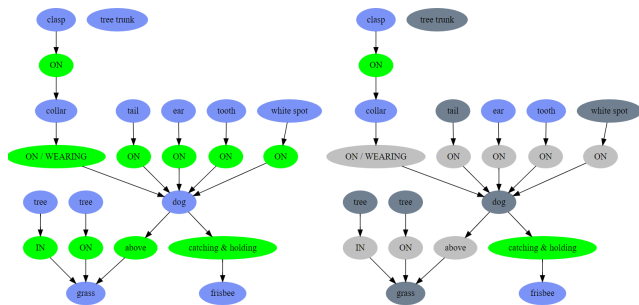 clasp
tree trunk
ON
collar
tail
ear
tooth
white spot
ON / WEARING
ON
ON
ON
ON
tree
tree
dog
IN
ON
above
catching & holding
grass
frisbee
clasp
tree trunk
ON
collar
tail
ear
tooth
white spot
ON / WEARING
ON
ON
ON
ON
tree
tree
dog
IN
ON
above
catching & holding
grass
frisbee